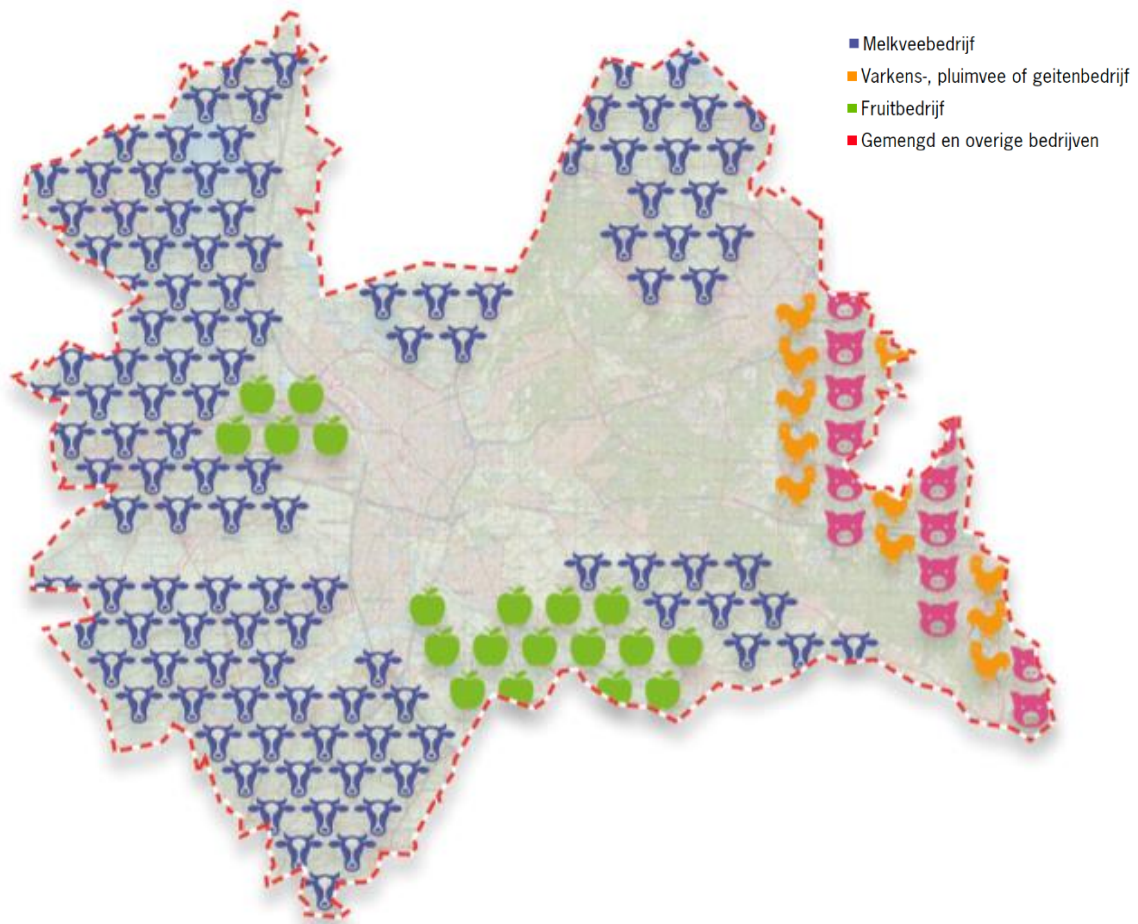 Melkveebedrijf
Varkens-, pluimvee of geitenbedrijf
Fruitbedrijf
Gemengd en overige bedrijven